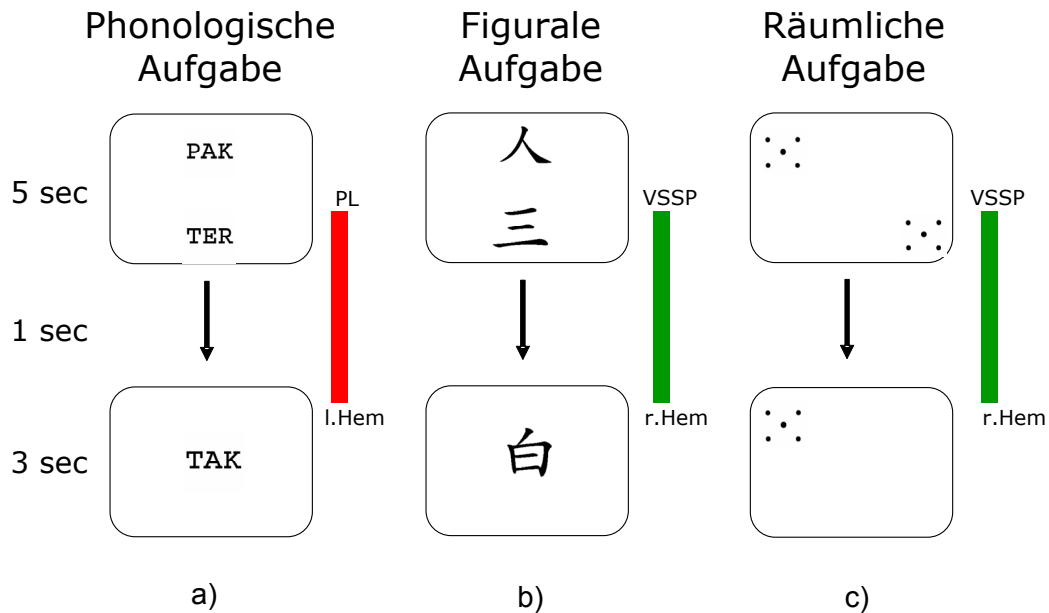 Phonologische
Aufgabe
Figurale
Aufgabe
Räumliche
Aufgabe
5 sec
PAK
TER
PL
人
三
VSSP
VSSP
1 sec
l.Hem
r.Hem
r.Hem
3 sec
TAK
白
a)
b)
c)